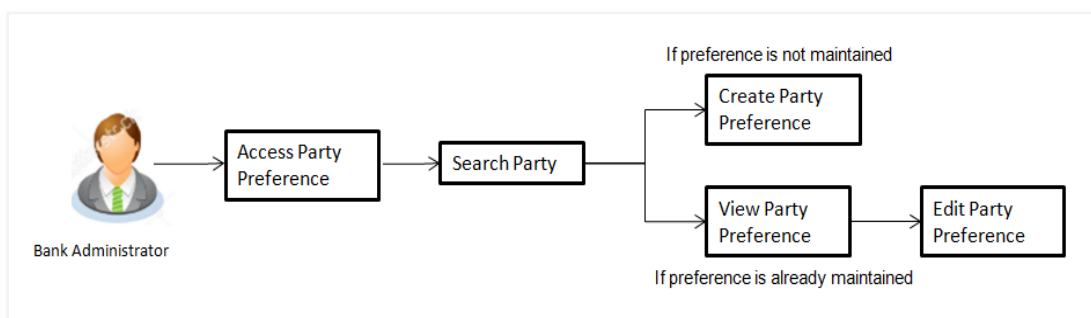 If preference is not maintained
Create Party
Preference
Access Party
Preference
Search Party
View Party
Preference
Edit Party
Preference
Bank Administrator
If preference is already maintained